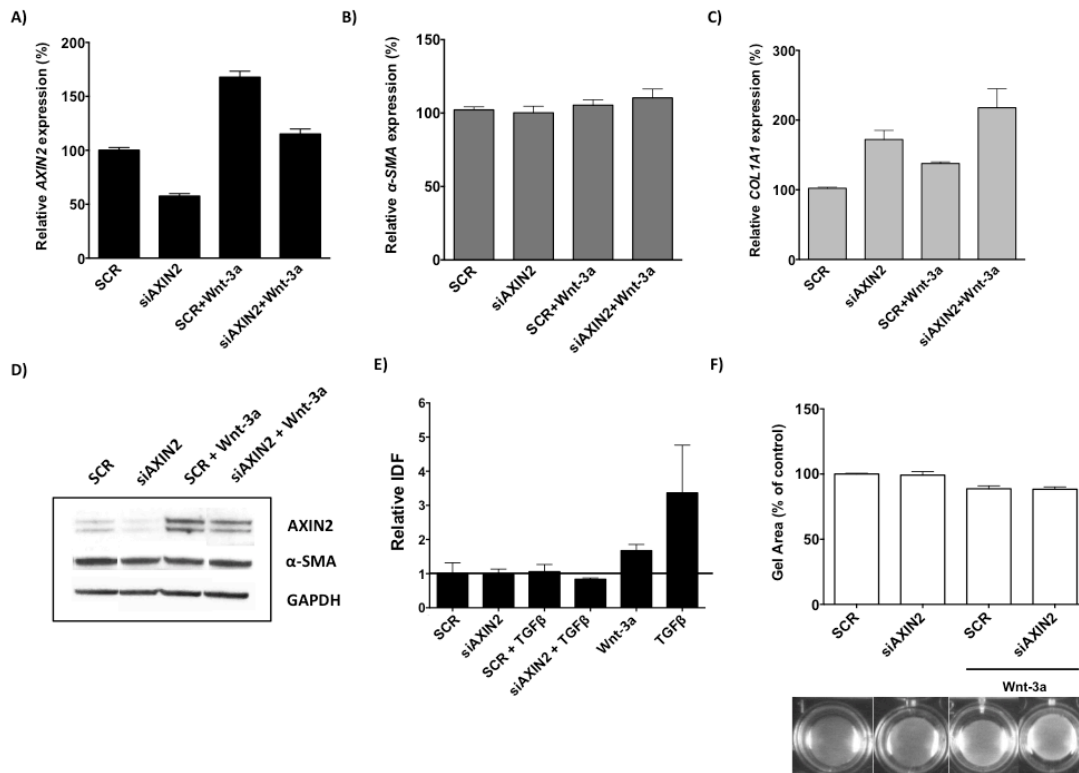 A)
Relative AXIN2 expression (%)
200
150
100
50
0
SCR
siAXIN2
SCR+Wnt-3a
siAXIN2+Wnt-3a
B)
Relative α-SMA expression (%)
150
100
50
0
SCR
siAXIN2
SCR+Wnt-3a
siAXIN2+Wnt-3a
C)
Relative COL1A1 expression (%)
300
200
100
0
SCR
siAXIN2
SCR+Wnt-3a
siAXIN2+Wnt-3a
D)
SCR
siAXIN2
SCR + Wnt-3a
siAXIN2 + Wnt-3a
AXIN2
α-SMA
GAPDH
E)
Relative IDF
6
5
4
3
2
1
0
SCR
siAXIN2
SCR + TGFβ
siAXIN2 + TGFβ
Wnt-3a
TGFβ
F)
Gel Area (% of control)
150
100
50
0
SCR
siAXIN2
SCR
siAXIN2
Wnt-3a